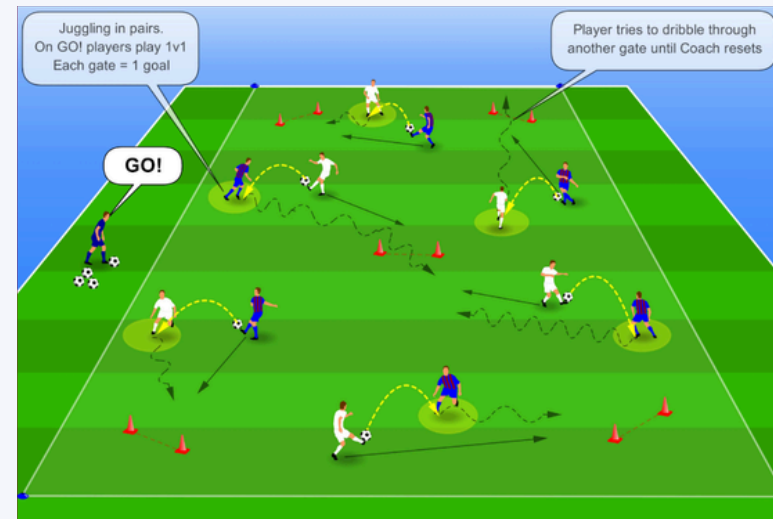 Juggling in pairs.
On GO! players play 1v1
Each gate = 1 goal
Player tries to dribble through
another gate until Coach resets
GO!